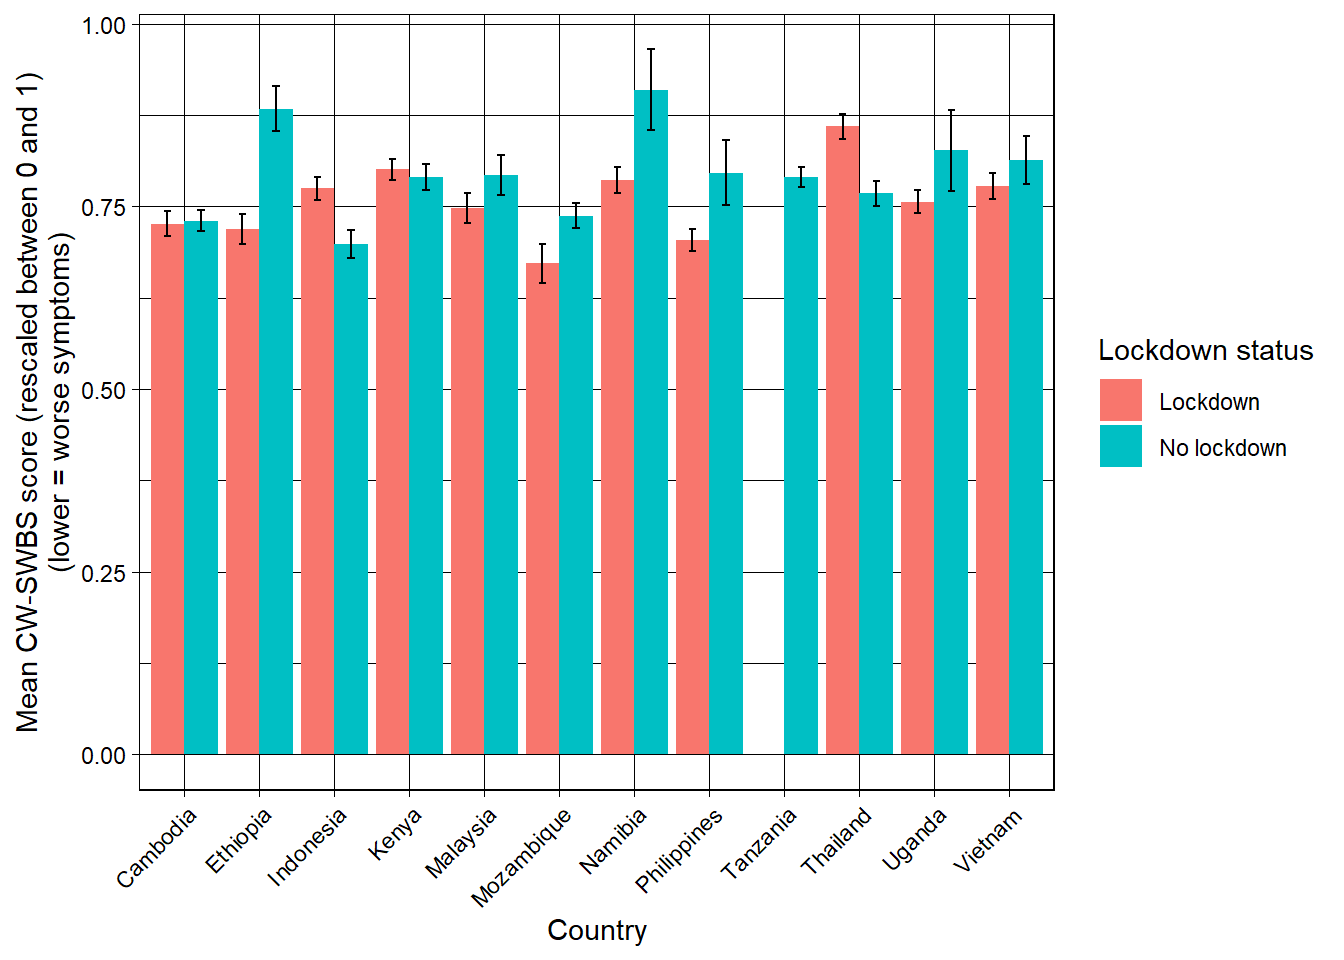 Mean CW-SWBS score (rescaled between 0 and 1)
(lower = worse symptoms)
1.00
0.75
0.50
0.25
0.00
Cambodia
Ethiopia
Indonesia
Kenya
Malaysia
Mozambique
Namibia
Philippines
Tanzania
Thailand
Uganda
Vietnam
Country
Lockdown status
Lockdown
No lockdown